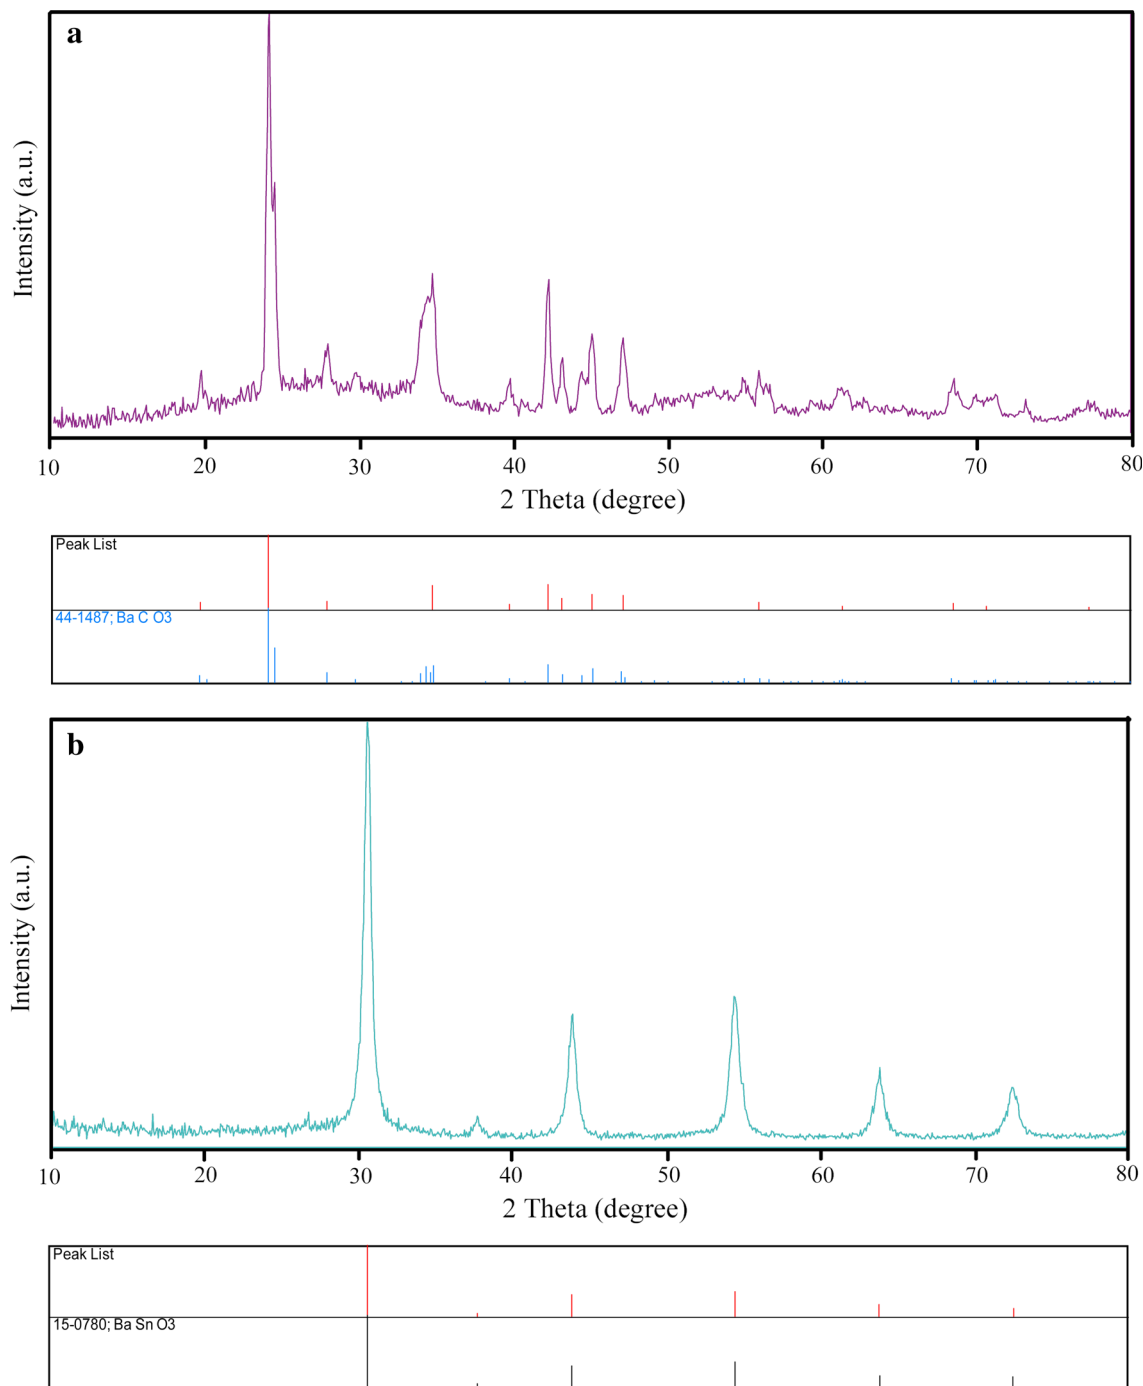 a
Intensity (a.u.)
10 20 30 40 50 60 70 80
2 Theta (degree)
Peak List
44-1487; Ba C O3
b
Intensity (a.u.)
10 20 30 40 50 60 70 80
2 Theta (degree)
Peak List
15-0780; Ba Sn O3